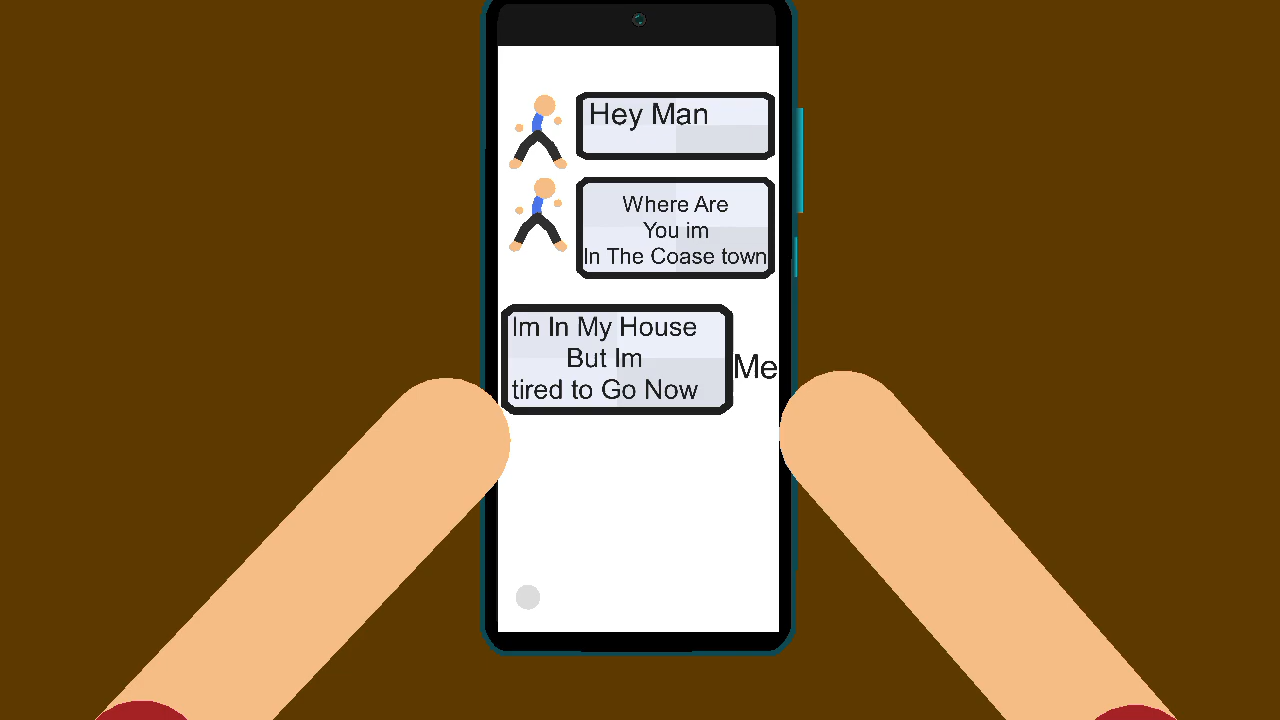 Hey Man
Where Are
You im
In The Coase town
Im In My House
But Im
tired to Go Now
Me